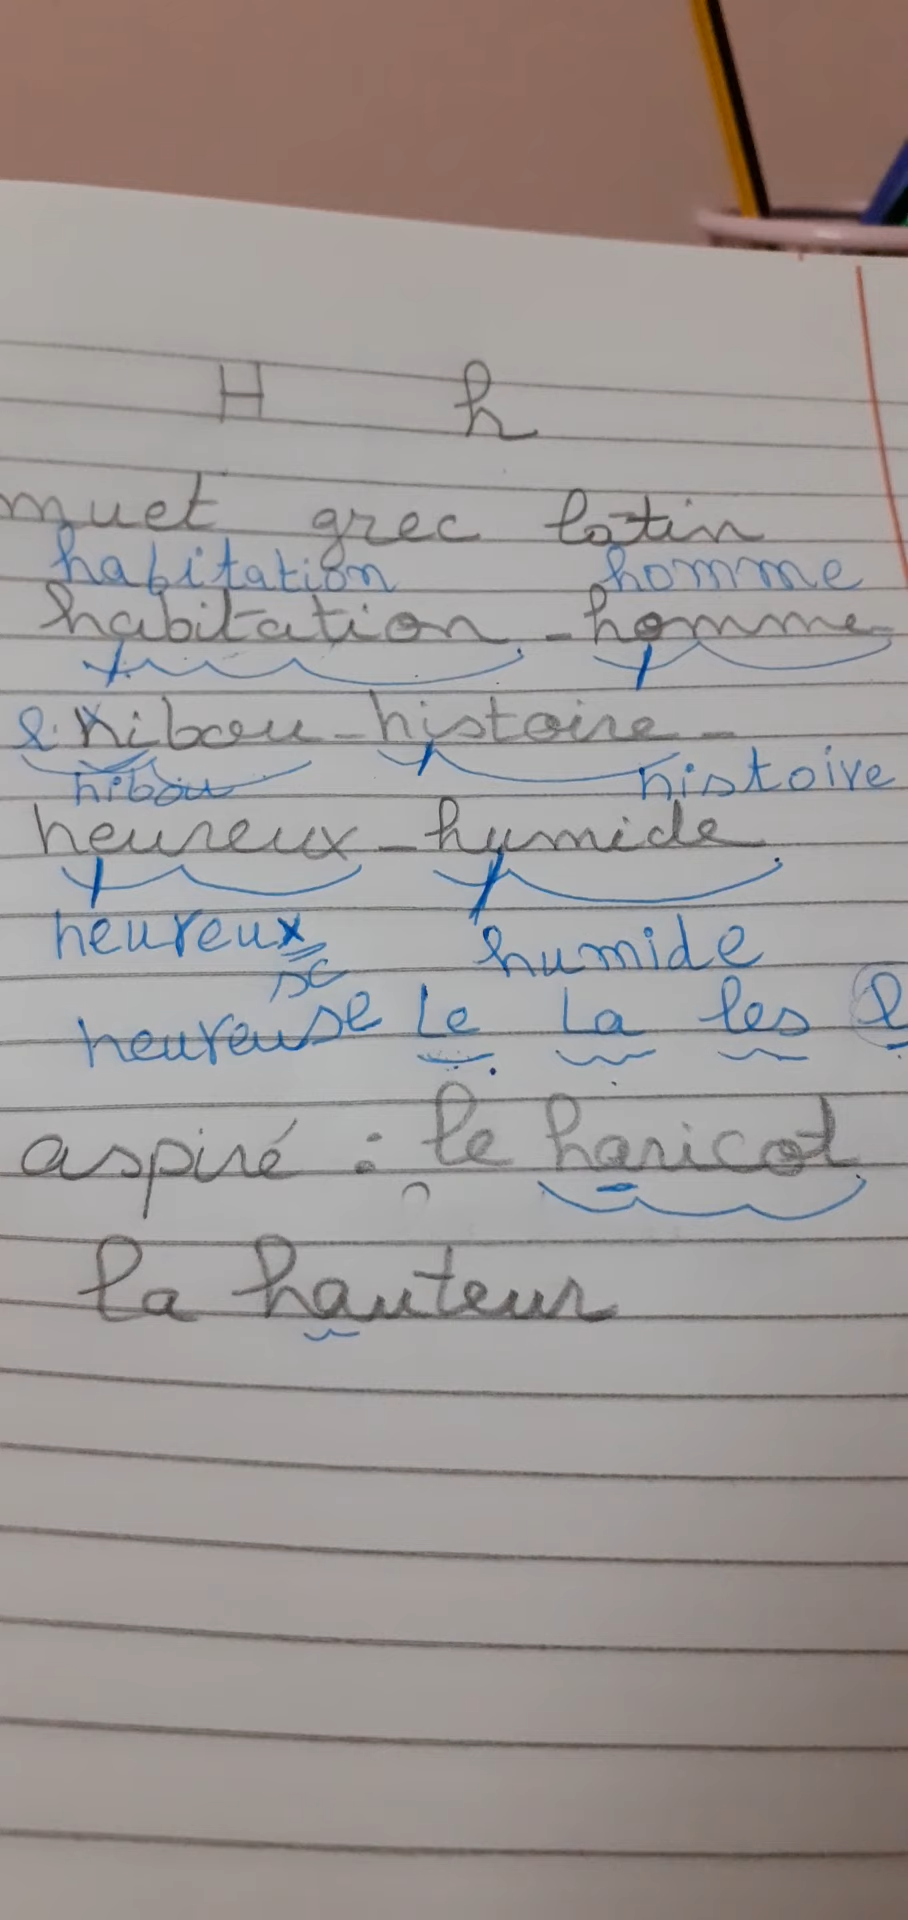 H h
muet grec latin
habitation homme
habitation - homme
hibou - histoire -
hibou histoire
heureux - humide
heureux humide
se
heureuse Le La les l
aspiré : le haricot
la hauteur